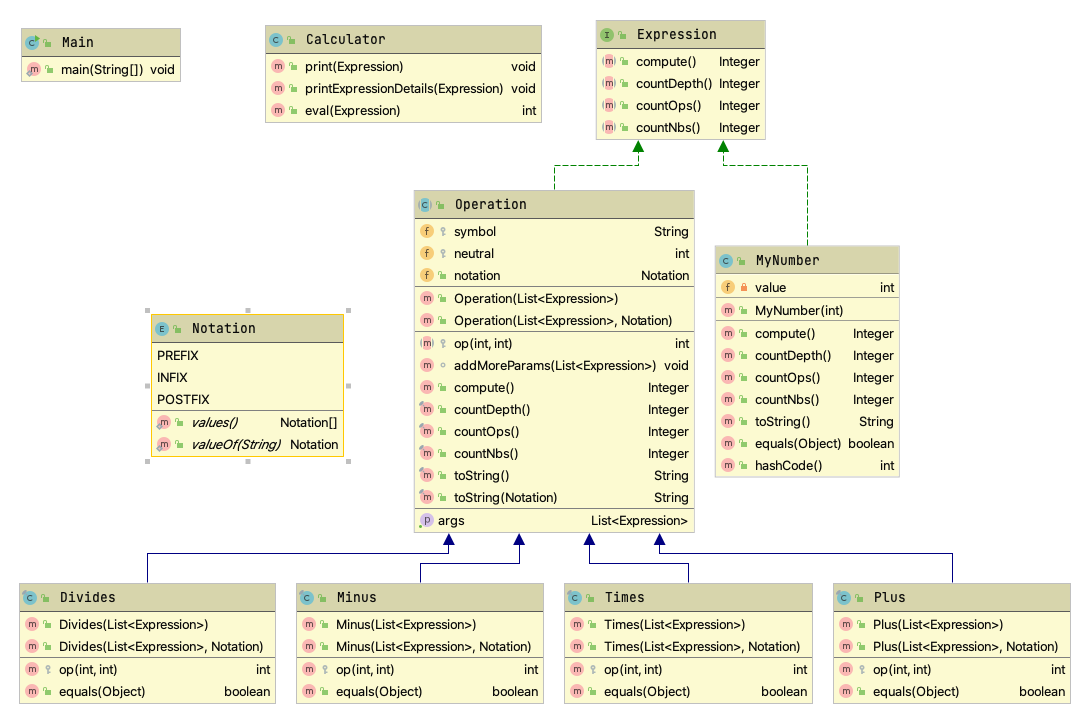 Main
main(String[]) void
Calculator
print(Expression) void
printExpressionDetails(Expression) void
eval(Expression) int
Expression
compute() Integer
countDepth() Integer
countOps() Integer
countNbs() Integer
Operation
symbol String
neutral int
notation Notation
Operation(List<Expression>)
Operation(List<Expression>, Notation)
op(int, int) int
addMoreParams(List<Expression>) void
compute() Integer
countDepth() Integer
countOps() Integer
countNbs() Integer
toString() String
toString(Notation) String
args List<Expression>
MyNumber
value int
MyNumber(int)
compute() Integer
countDepth() Integer
countOps() Integer
countNbs() Integer
toString() String
equals(Object) boolean
hashCode() int
Notation
PREFIX
INFIX
POSTFIX
values() Notation[]
valueOf(String) Notation
Divides
Divides(List<Expression>)
Divides(List<Expression>, Notation)
op(int, int) int
equals(Object) boolean
Minus
Minus(List<Expression>)
Minus(List<Expression>, Notation)
op(int, int) int
equals(Object) boolean
Times
Times(List<Expression>)
Times(List<Expression>, Notation)
op(int, int) int
equals(Object) boolean
Plus
Plus(List<Expression>)
Plus(List<Expression>, Notation)
op(int, int) int
equals(Object) boolean